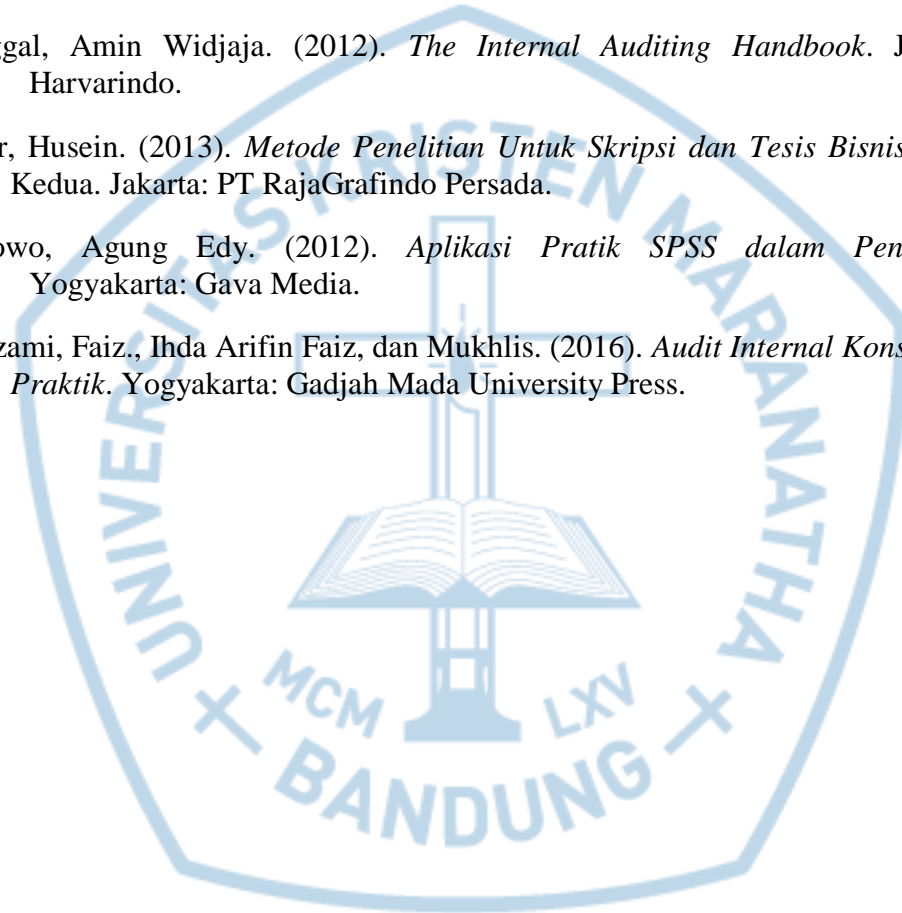 ggal, Amin Widjaja. (2012). The Internal Auditing Handbook. J
Harvarindo.
r, Husein. (2013). Metode Penelitian Untuk Skripsi dan Tesis Bisnis
Kedua. Jakarta: PT RajaGrafindo Persada.
owo, Agung Edy. (2012). Aplikasi Pratik SPSS dalam Pen
Yogyakarta: Gava Media.
zami, Faiz., Ihda Arifin Faiz, dan Mukhlis. (2016). Audit Internal Kons
Praktik. Yogyakarta: Gadjah Mada University Press.
UNIVERSITAS KRISTEN MARANATHA
MCM LXV
BANDUNG